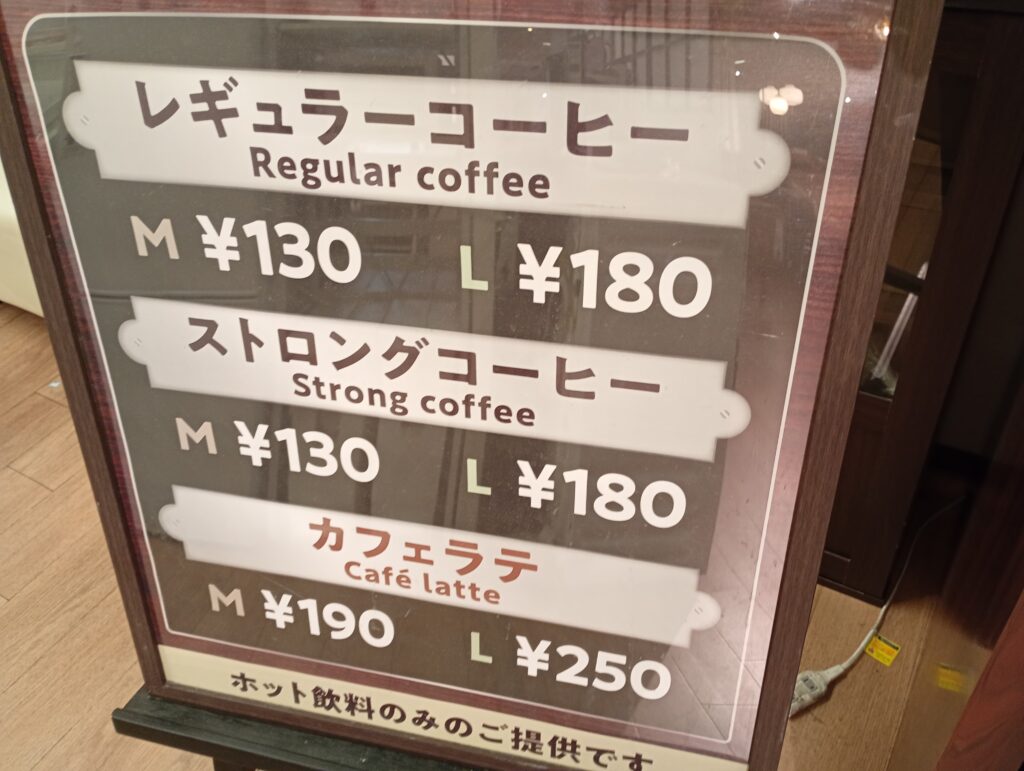 レギュラーコーヒー
Regular coffee
M ¥130 L ¥180
ストロングコーヒー
Strong coffee
M ¥130 L ¥180
カフェラテ
Café latte
M ¥190 L ¥250
ホット飲料のみのご提供です